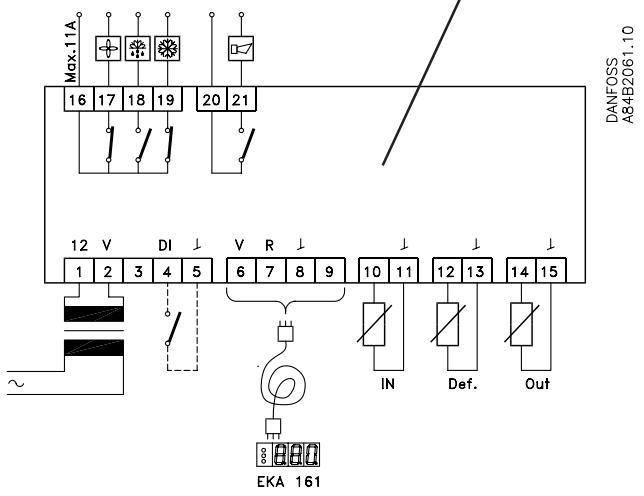 Max.11A
DANFOSS
A84B2061.10
16 17 18 19 20 21
12 V DI V R
1 2 3 4 5 6 7 8 9 10 11 12 13 14 15
IN Def. Out
EKA 161